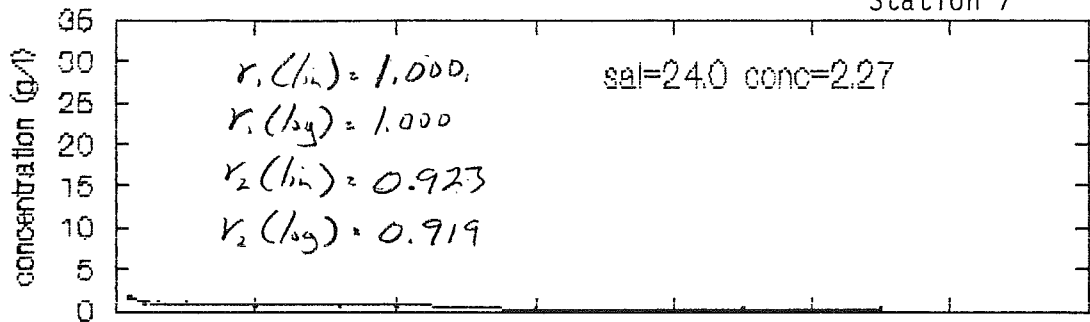 Station 7
concentration (g/l)
35
30
25
20
15
10
5
0
r₁(lin) = 1.000
r₁(log) = 1.000
r₂(lin) = 0.923
r₂(log) = 0.919
sal=24.0 conc=2.27